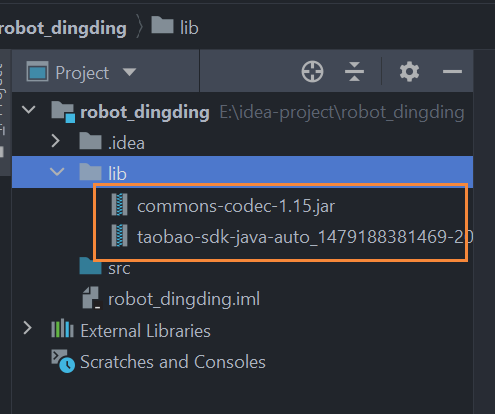 robot_dingding lib
Project
robot_dingding E:\idea-project\robot_dingding
.idea
lib
commons-codec-1.15.jar
taobao-sdk-java-auto_1479188381469-20
src
robot_dingding.iml
External Libraries
Scratches and Consoles